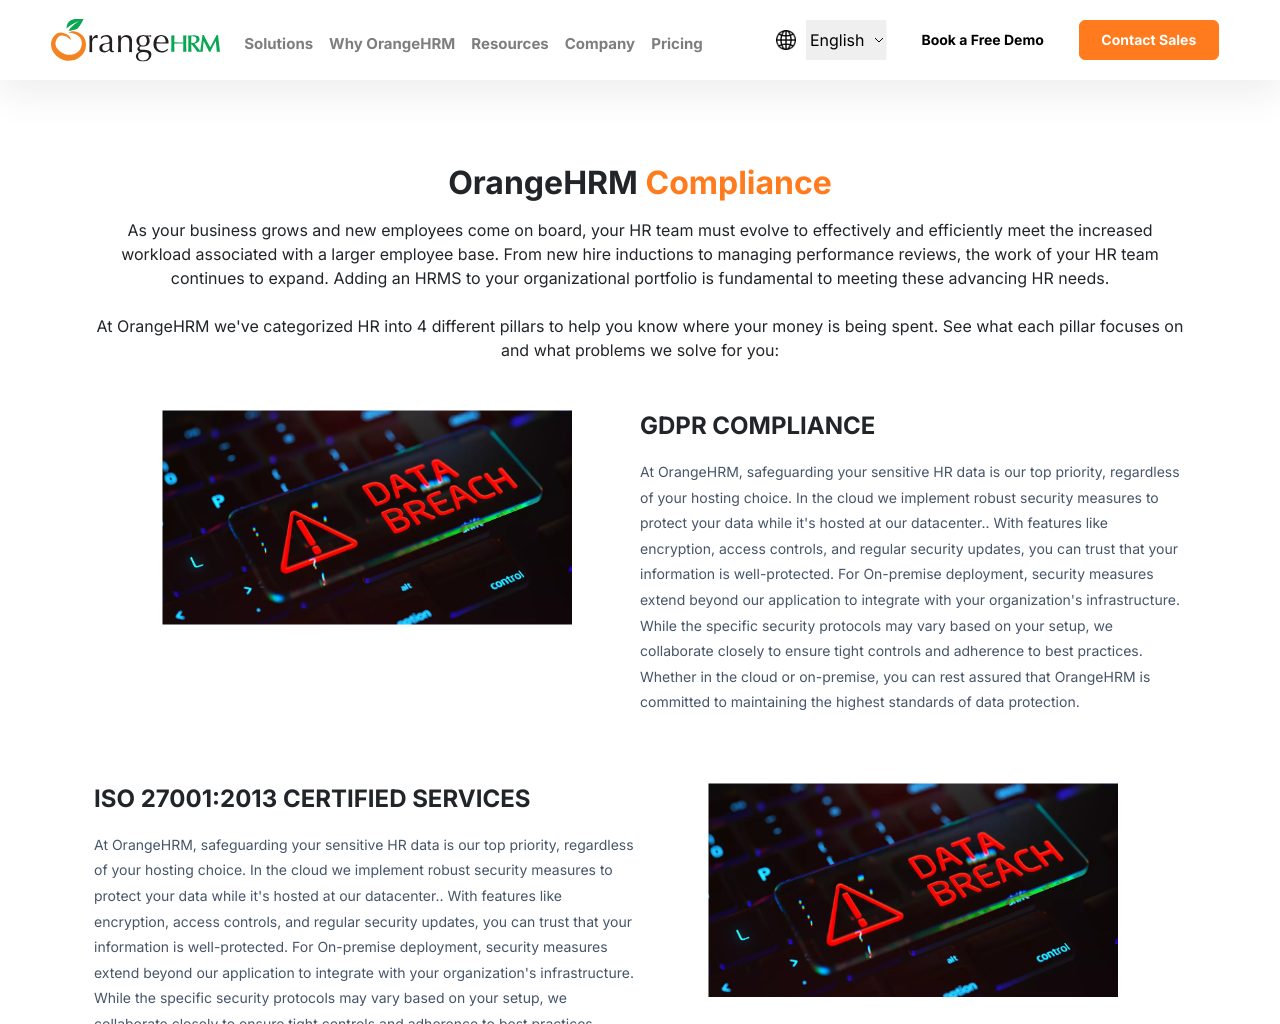 OrangeHRM Solutions Why OrangeHRM Resources Company Pricing English Book a Free Demo Contact Sales
OrangeHRM Compliance
As your business grows and new employees come on board, your HR team must evolve to effectively and efficiently meet the increased
workload associated with a larger employee base. From new hire inductions to managing performance reviews, the work of your HR team
continues to expand. Adding an HRMS to your organizational portfolio is fundamental to meeting these advancing HR needs.
At OrangeHRM we've categorized HR into 4 different pillars to help you know where your money is being spent. See what each pillar focuses on
and what problems we solve for you:
DATA
BREACH
shift
P
L
alt
control
option
GDPR COMPLIANCE
At OrangeHRM, safeguarding your sensitive HR data is our top priority, regardless
of your hosting choice. In the cloud we implement robust security measures to
protect your data while it's hosted at our datacenter.. With features like
encryption, access controls, and regular security updates, you can trust that your
information is well-protected. For On-premise deployment, security measures
extend beyond our application to integrate with your organization's infrastructure.
While the specific security protocols may vary based on your setup, we
collaborate closely to ensure tight controls and adherence to best practices.
Whether in the cloud or on-premise, you can rest assured that OrangeHRM is
committed to maintaining the highest standards of data protection.
ISO 27001:2013 CERTIFIED SERVICES
At OrangeHRM, safeguarding your sensitive HR data is our top priority, regardless
of your hosting choice. In the cloud we implement robust security measures to
protect your data while it's hosted at our datacenter.. With features like
encryption, access controls, and regular security updates, you can trust that your
information is well-protected. For On-premise deployment, security measures
extend beyond our application to integrate with your organization's infrastructure.
While the specific security protocols may vary based on your setup, we
collaborate closely to ensure tight controls and adherence to best practices.
DATA
BREACH
shift
P
L
alt
control
option